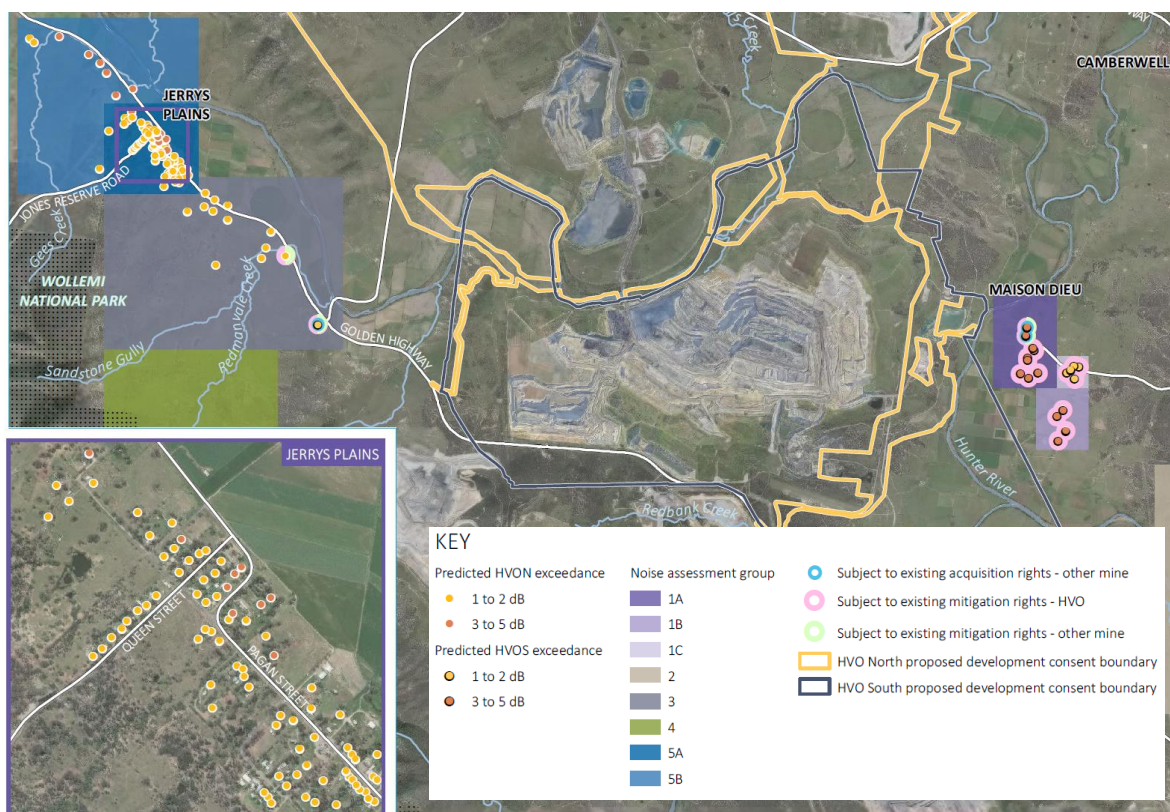 s Creek
WAY
CAMBERWELL
JERRYS
PLAINS
JONES RESERVE ROAD
Gees Creek
WOLLEMI
NATIONAL PARK
Redmanvale Creek
Sandstone Gully
GOLDEN HIGHWAY
MAISON DIEU
Hunter River
Redbank Creek
JERRYS PLAINS
QUEEN STREET
PAGAN STREET
KEY
Predicted HVON exceedance
1 to 2 dB
3 to 5 dB
Predicted HVOS exceedance
1 to 2 dB
3 to 5 dB
Noise assessment group
1A
1B
1C
2
3
4
5A
5B
Subject to existing acquisition rights - other mine
Subject to existing mitigation rights - HVO
Subject to existing mitigation rights - other mine
HVO North proposed development consent boundary
HVO South proposed development consent boundary